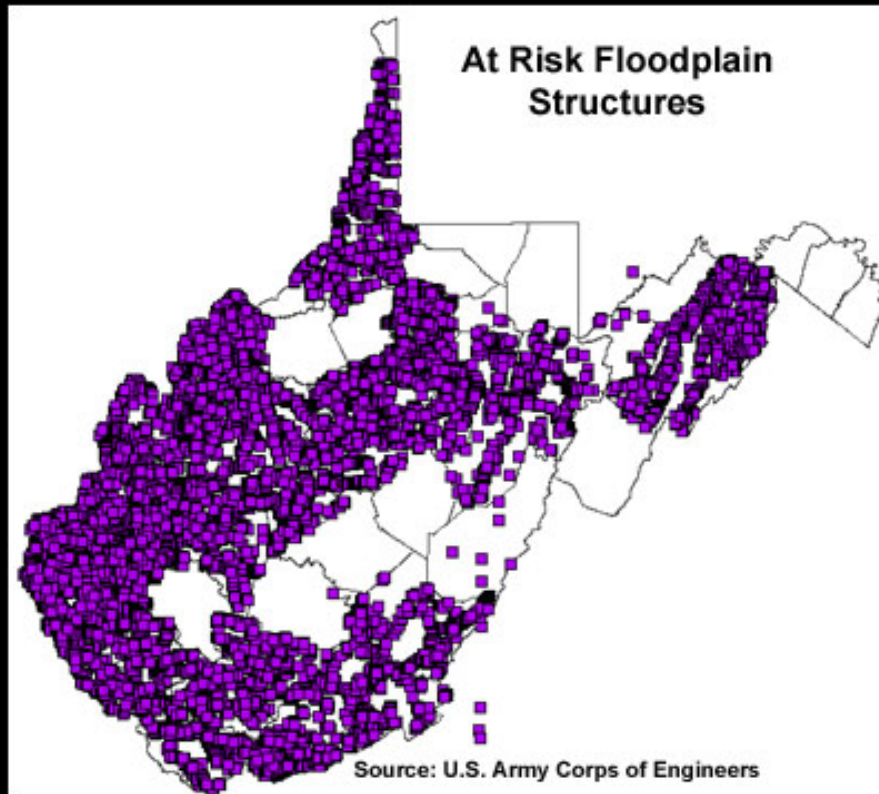 At Risk Floodplain
Structures
Source: U.S. Army Corps of Engineers